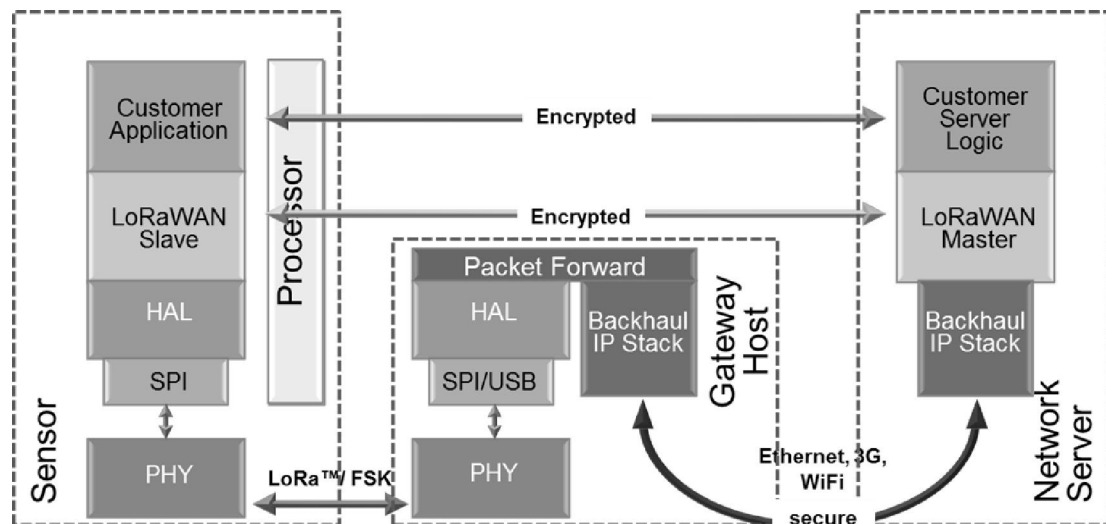 Customer
Application
LoRaWAN
Slave
HAL
SPI
PHY
Processor
Sensor
Encrypted
Encrypted
LoRa™/ FSK
Packet Forward
HAL
SPI/USB
PHY
Backhaul
IP Stack
Gateway
Host
Ethernet, 3G,
WiFi
secure
Customer
Server
Logic
LoRaWAN
Master
Backhaul
IP Stack
Network
Server